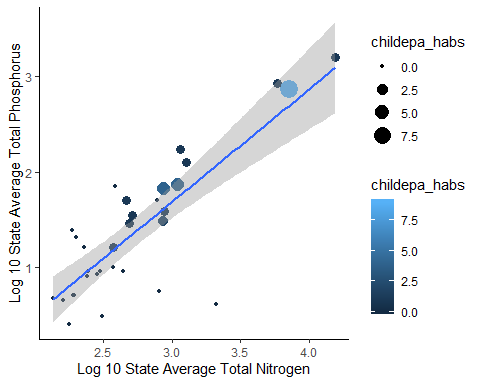 Log 10 State Average Total Phosphorus
3
2
1
2.5 3.0 3.5 4.0
Log 10 State Average Total Nitrogen
childepa_habs
0.0
2.5
5.0
7.5
childepa_habs
7.5
5.0
2.5
0.0